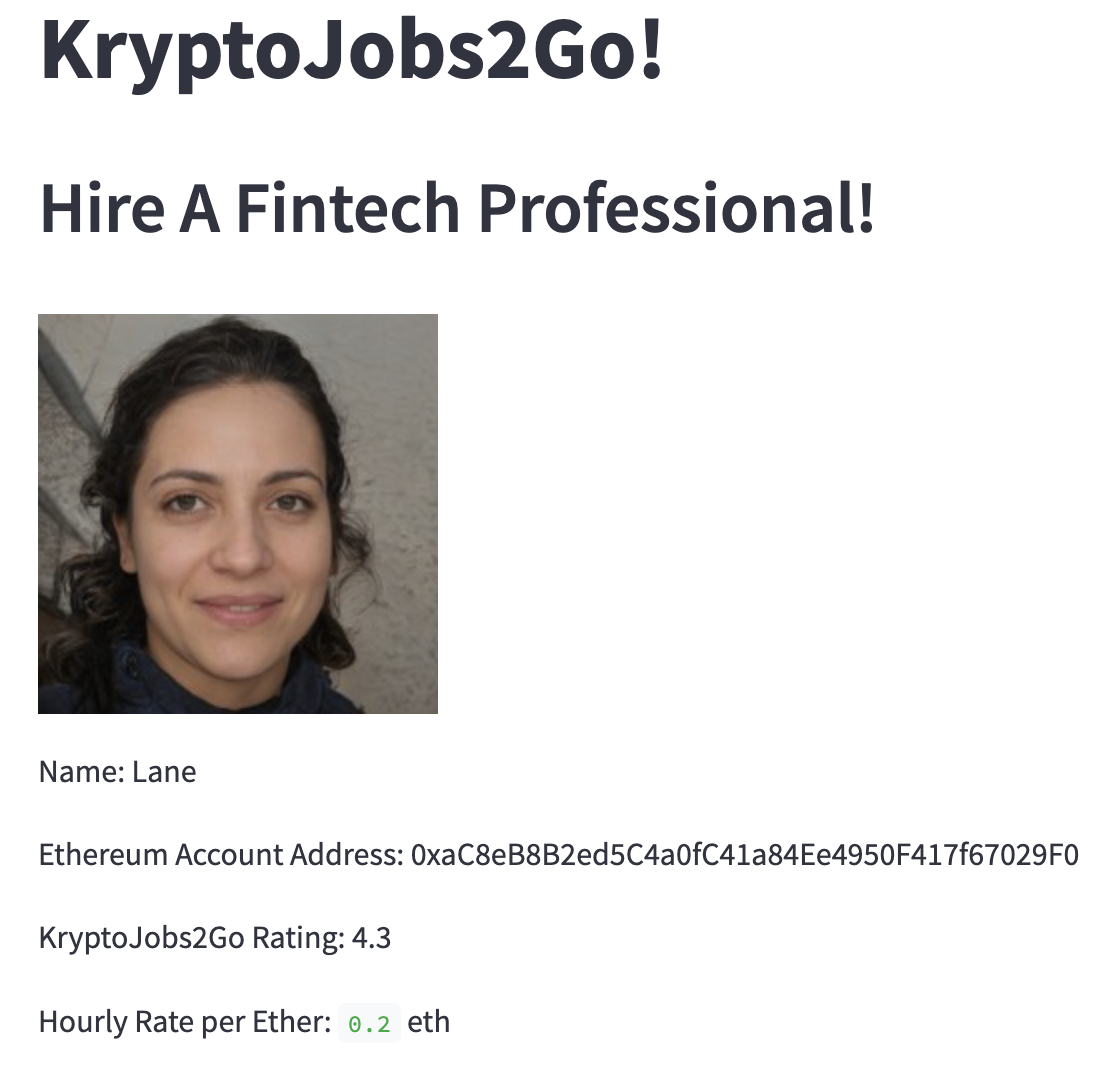 KryptoJobs2Go!
Hire A Fintech Professional!
Name: Lane
Ethereum Account Address: 0xaC8eB8B2ed5C4a0fC41a84Ee4950F417f67029F0
KryptoJobs2Go Rating: 4.3
Hourly Rate per Ether: 0.2 eth